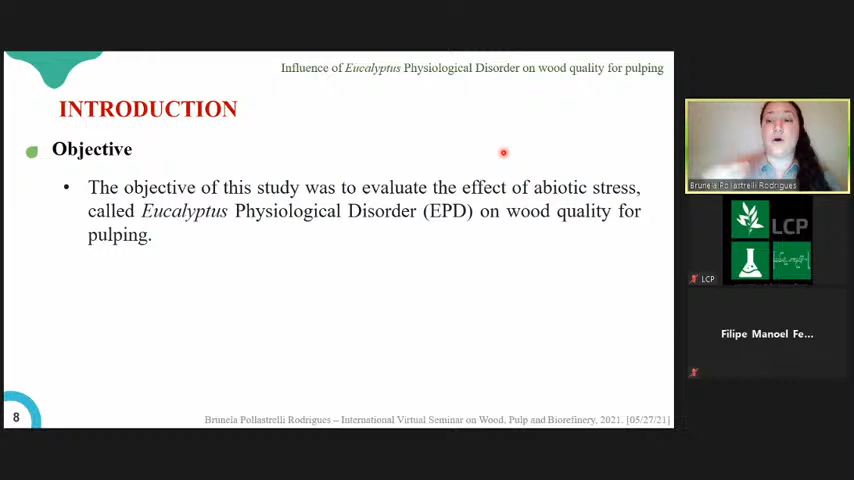 Influence of Eucalyptus Physiological Disorder on wood quality for pulping
INTRODUCTION
Objective
• The objective of this study was to evaluate the effect of abiotic stress,
called Eucalyptus Physiological Disorder (EPD) on wood quality for
pulping.
8
Brunela Pollastrelli Rodrigues – International Virtual Seminar on Wood, Pulp and Biorefinery, 2021. [05/27/21]
Brunela Pollastrelli Rodrigues
LCP
LCP
Filipe Manoel Fe...